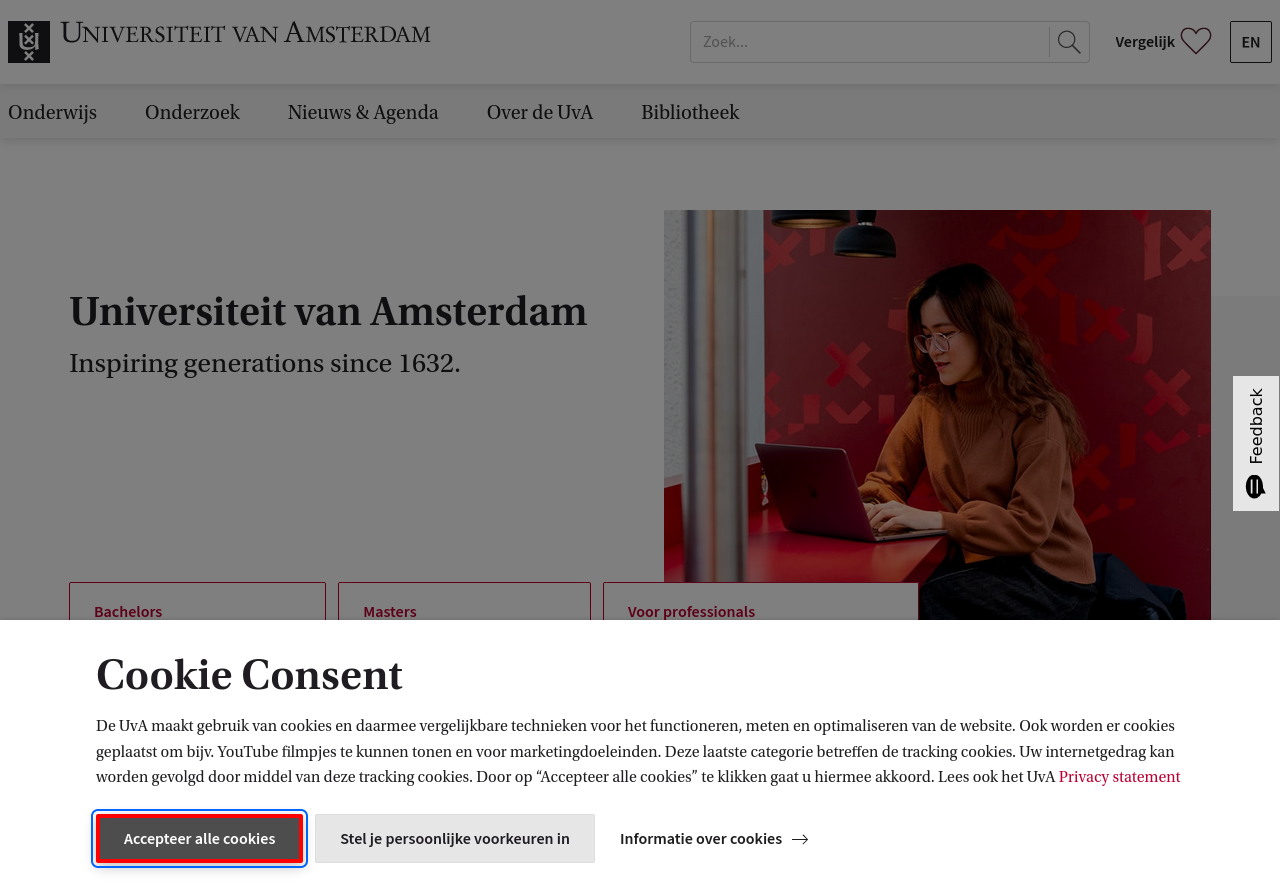 UNIVERSITEIT VAN AMSTERDAM
Zoek...
Vergelijk
EN
Onderwijs
Onderzoek
Nieuws & Agenda
Over de UvA
Bibliotheek
Universiteit van Amsterdam
Inspiring generations since 1632.
Feedback
Bachelors
Masters
Voor professionals
Cookie Consent
De UvA maakt gebruik van cookies en daarmee vergelijkbare technieken voor het functioneren, meten en optimaliseren van de website. Ook worden er cookies
geplaatst om bijv. YouTube filmpjes te kunnen tonen en voor marketingdoeleinden. Deze laatste categorie betreffen de tracking cookies. Uw internetgedrag kan
worden gevolgd door middel van deze tracking cookies. Door op “Accepteer alle cookies” te klikken gaat u hiermee akkoord. Lees ook het UvA Privacy statement
Accepteer alle cookies
Stel je persoonlijke voorkeuren in
Informatie over cookies